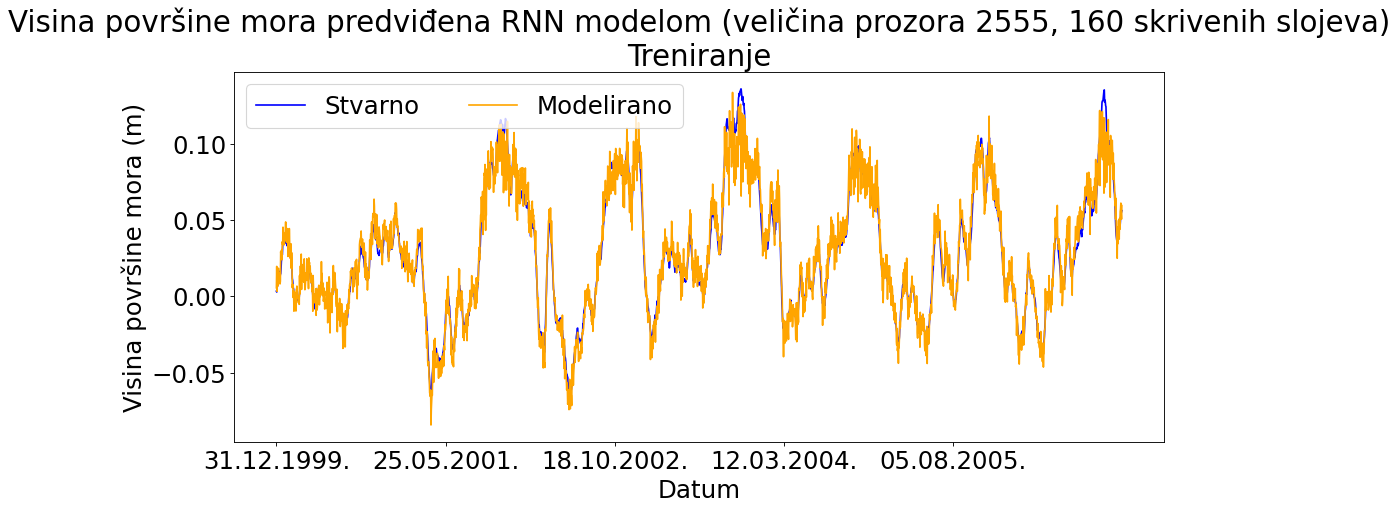 Visina površine mora predviđena RNN modelom (veličina prozora 2555, 160 skrivenih slojeva)
Treniranje
Stvarno Modelirano
Visina površine mora (m)
0.10
0.05
0.00
−0.05
31.12.1999. 25.05.2001. 18.10.2002. 12.03.2004. 05.08.2005.
Datum